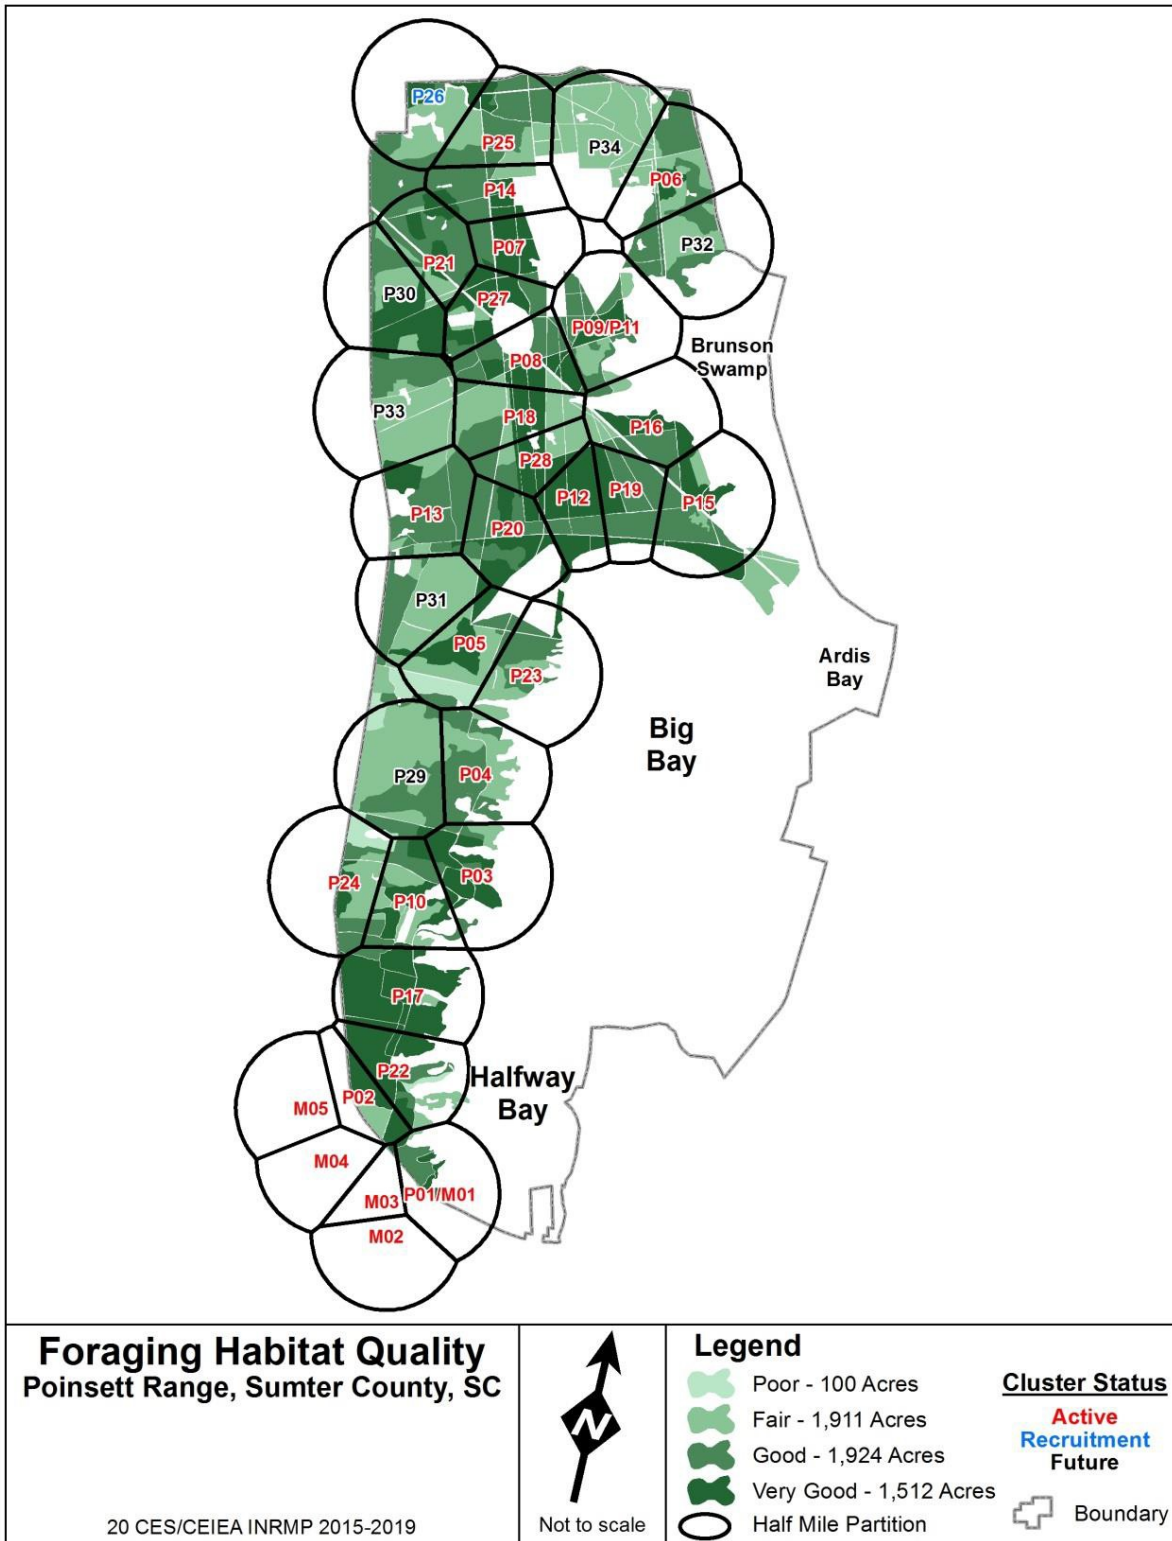 P26
P25
P34
P14
P06
P07
P32
P21
P30
P27
P09/P11
Brunson
Swamp
P08
P33
P18
P16
P28
P12
P19
P15
P13
P20
P31
P05
P23
Ardis
Bay
Big
Bay
P29
P04
P24
P03
P10
P17
P22
Halfway
Bay
P02
M05
M04
M03
P01/M01
M02
Foraging Habitat Quality
Poinsett Range, Sumter County, SC
20 CES/CEIEA INRMP 2015-2019
N
Not to scale
Legend
Poor - 100 Acres
Fair - 1,911 Acres
Good - 1,924 Acres
Very Good - 1,512 Acres
Half Mile Partition
Cluster Status
Active
Recruitment
Future
Boundary